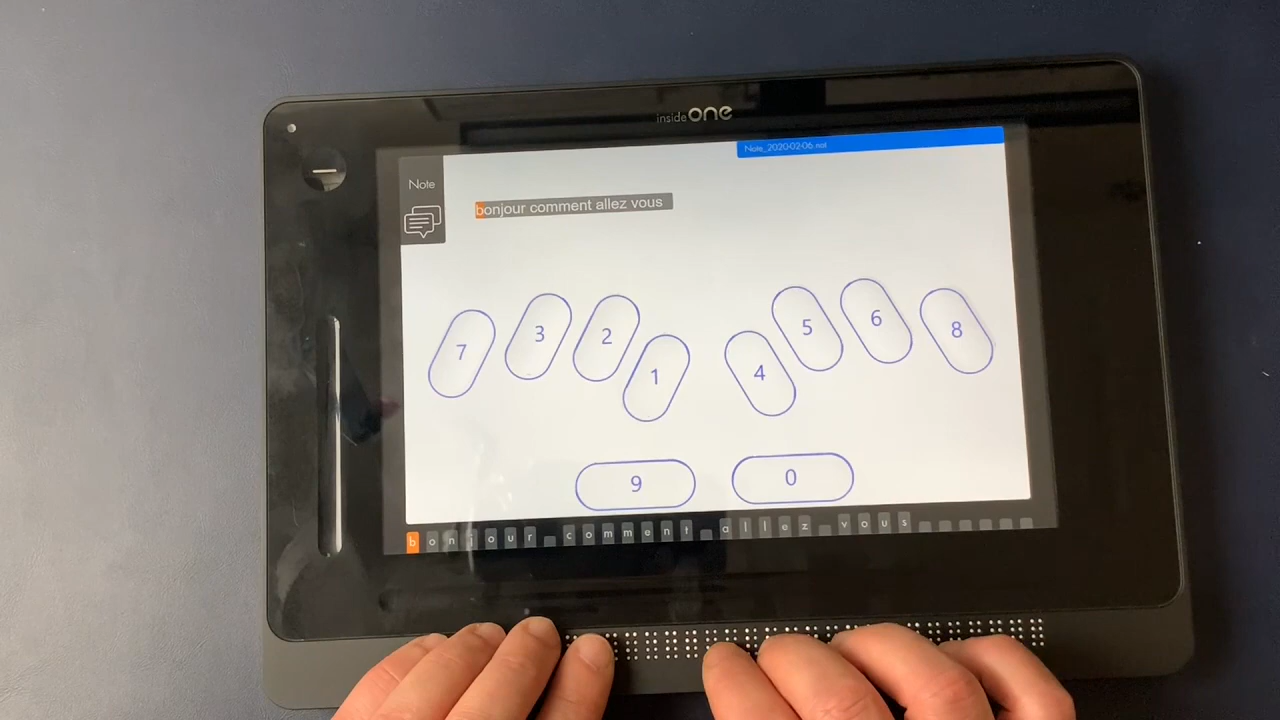 insideONE
Note_2020-02-06.not
Note
bonjour comment allez vous
7 3 2 1 4 5 6 8
9 0
bonjour_comment_allez_vous